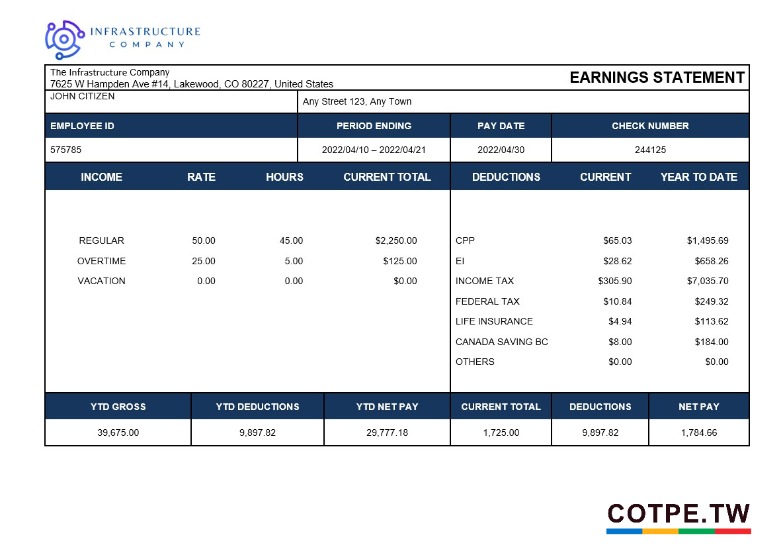 INFRASTRUCTURE
COMPANY
The Infrastructure Company
7625 W Hampden Ave #14, Lakewood, CO 80227, United States
EARNINGS STATEMENT
JOHN CITIZEN
Any Street 123, Any Town
EMPLOYEE ID PERIOD ENDING PAY DATE CHECK NUMBER
575785 2022/04/10 – 2022/04/21 2022/04/30 244125
INCOME RATE HOURS CURRENT TOTAL DEDUCTIONS CURRENT YEAR TO DATE
REGULAR 50.00 45.00 $2,250.00 CPP $65.03 $1,495.69
OVERTIME 25.00 5.00 $125.00 EI $28.62 $658.26
VACATION 0.00 0.00 $0.00 INCOME TAX $305.90 $7,035.70
FEDERAL TAX $10.84 $249.32
LIFE INSURANCE $4.94 $113.62
CANADA SAVING BC $8.00 $184.00
OTHERS $0.00 $0.00
YTD GROSS YTD DEDUCTIONS YTD NET PAY CURRENT TOTAL DEDUCTIONS NET PAY
39,675.00 9,897.82 29,777.18 1,725.00 9,897.82 1,784.66
COTPE.TW